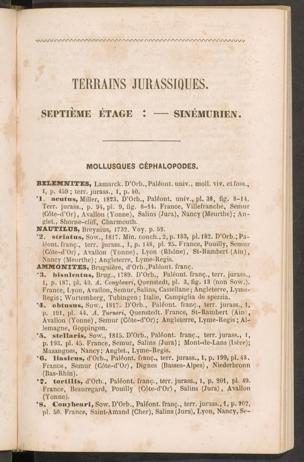 TERRAINS JURASSIQUES.
SEPTIÈME ÉTAGE : — SINÉMURIEN.
MOLLUSQUES CÉPHALOPODES.
BELEMNITES, Lamarck. D'Orb., Paléont. univ., moll. viv. et foss.,
1, p. 459 ; terr. jurass., 1, p. 40.
*1. acutus, Miller, 1823. D'Orb., Paléont. univ., pl. 38, fig. 8-14.
Terr. jurass., p. 94, pl. 9, fig. 8-14. France, Villefranche, Semur
(Côte-d'Or), Avallon (Yonne), Salins (Jura), Nancy (Meurthe); An-
glet., Shorne-cliff, Charmouth.
NAUTILUS, Breynius, 1732. Voy. p. 52.
*2. striatus, Sow., 1817. Min. conch., 2, p. 183, pl. 182. D'Orb., Pa-
léont. franç., terr. jurass., 1, p. 148, pl. 25. France, Pouilly, Semur
(Côte-d'Or), Avallon (Yonne), Lyon (Rhône), St-Rambert (Ain),
Nancy (Meurthe); Angleterre, Lyme-Regis.
AMMONITES, Bruguière, d'Orb., Paléont. franç.
*3. bisulcatus, Brug., 1789. D'Orb., Paléont. franç., terr. jurass.,
1, p. 187, pl. 43. A. Conybeari, Quenstedt, pl. 3, fig. 13 (non Sow.).
France, Lyon, Avallon, Semur, Salins, Castellane; Angleterre, Lyme-
Regis; Wurtemberg, Tubingen; Italie, Campiglia de spezzia.
*4. obtusus, Sow., 1817. D'Orb., Paléont. franç., terr. jurass., 1,
p. 191, pl. 44. A. Turneri, Quenstedt. France, St-Rambert (Ain),
Avallon (Yonne), Semur (Côte-d'Or); Angleterre, Lyme-Regis; Al-
lemagne, Goppingen.
*5. stellaris, Sow., 1815. D'Orb., Paléont. franç., terr. jurass., 1,
p. 193, pl. 45. France, Semur, Salins (Jura); Mont-de-Lans (Isère);
Mazaugues, Nancy; Anglet., Lyme-Regis.
*6. liasicus, d'Orb., Paléont. franç., terr. jurass., 1, p. 199, pl. 48.
France, Semur (Côte-d'Or), Dignes (Basses-Alpes), Niederbronn
(Bas-Rhin).
*7. tortilis, d'Orb., Paléont. franç., terr. jurass., 1, p. 201, pl. 49.
France, Beauregard, Pouilly (Côte-d'Or), Salins (Jura), Avallon
(Yonne).
*8. Conybeari, Sow. D'Orb., Paléont. franç., terr. jurass., 1, p. 202,
pl. 50. France, Saint-Amand (Cher), Salins (Jura), Lyon, Nancy, Se-